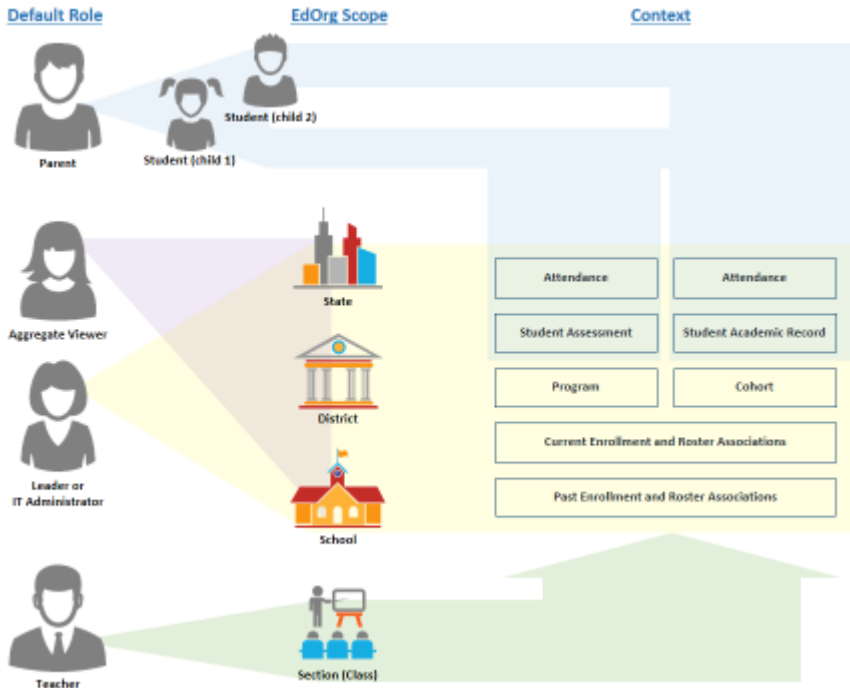 Default Role
EdOrg Scope
Context
Student (child 2)
Student (child 1)
Parent
State
Aggregate Viewer
Attendance
Attendance
Student Assessment
Student Academic Record
District
Program
Cohort
Current Enrollment and Roster Associations
Leader or
IT Administrator
Past Enrollment and Roster Associations
School
Section (Class)
Teacher